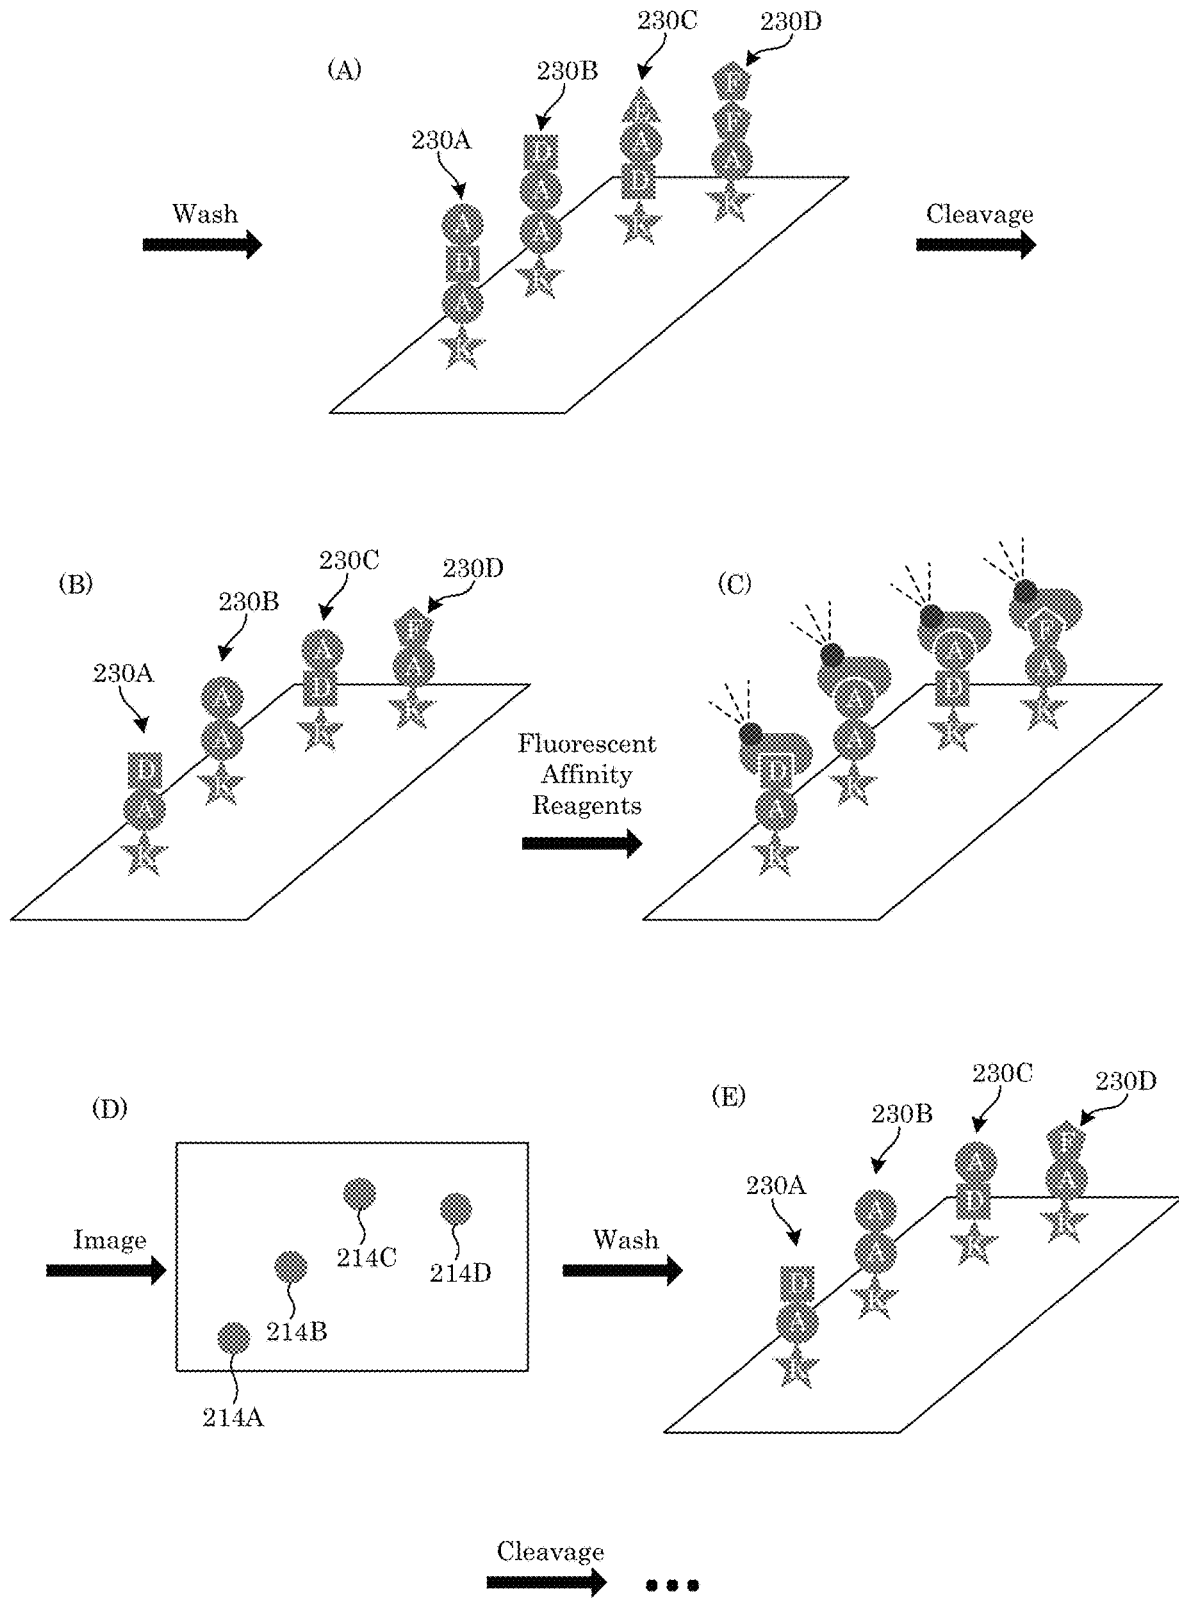 (A)
230A
230B
230C
230D
A
D
A
K
D
A
A
K
A
D
K
F
F
A
K
Wash
Cleavage
(B)
230A
230B
230C
230D
D
A
K
A
A
K
A
D
K
F
A
K
Fluorescent
Affinity
Reagents
(C)
D
A
K
A
A
K
A
D
K
F
A
K
Image
(D)
214A
214B
214C
214D
Wash
(E)
230A
230B
230C
230D
D
A
K
A
A
K
A
D
K
F
A
K
Cleavage